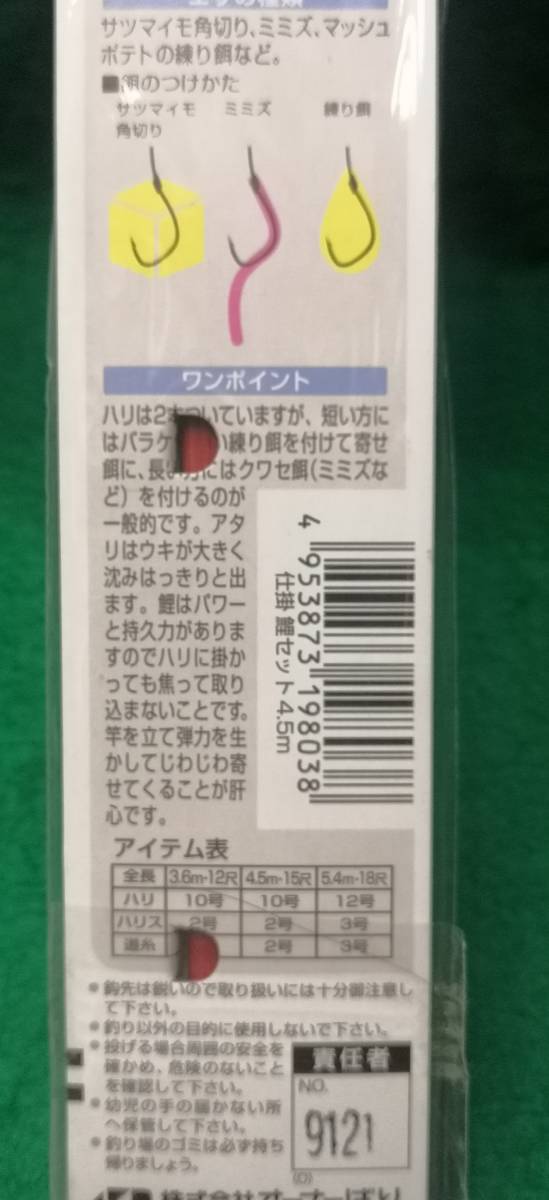 サツマイモ角切り、ミミズ、マッシュ
ポテトの練り餌など。
■餌のつけかた
サツマイモ
角切り
ミミズ
練り餌
ワンポイント
ハリは2本ついていますが、短い方に
はバラケ い練り餌を付けて寄せ
餌に、長い方にはクワセ餌(ミミズな
ど)を付けるのが
一般的です。アタ
リはウキが大きく
沈みはっきりと出
ます。鯉はパワー
と持久力がありま
すのでハリに掛か
っても焦って取り
込まないことです。
竿を立て弾力を生
かしてじわじわ寄
せてくることが肝
心です。
4 953873 198038
仕掛 鯉セット4.5m
アイテム表
全長 3.6m-12尺 4.5m-15尺 5.4m-18尺
ハリ 10号 10号 12号
ハリス 2号 2号 3号
道糸 2号 3号
*鈎先は鋭いので取り扱いには十分御注意し
て下さい。
*釣り以外の目的に使用しないで下さい。
*投げる場合周囲の安全を
確かめ、危険のないこと
を確認して下さい。
*幼児の手の届かない所
へ保管して下さい。
*釣り場のゴミは必ず持ち
帰りましょう。
責任者
NO.
9121
(O)
株式会社オーナーばり